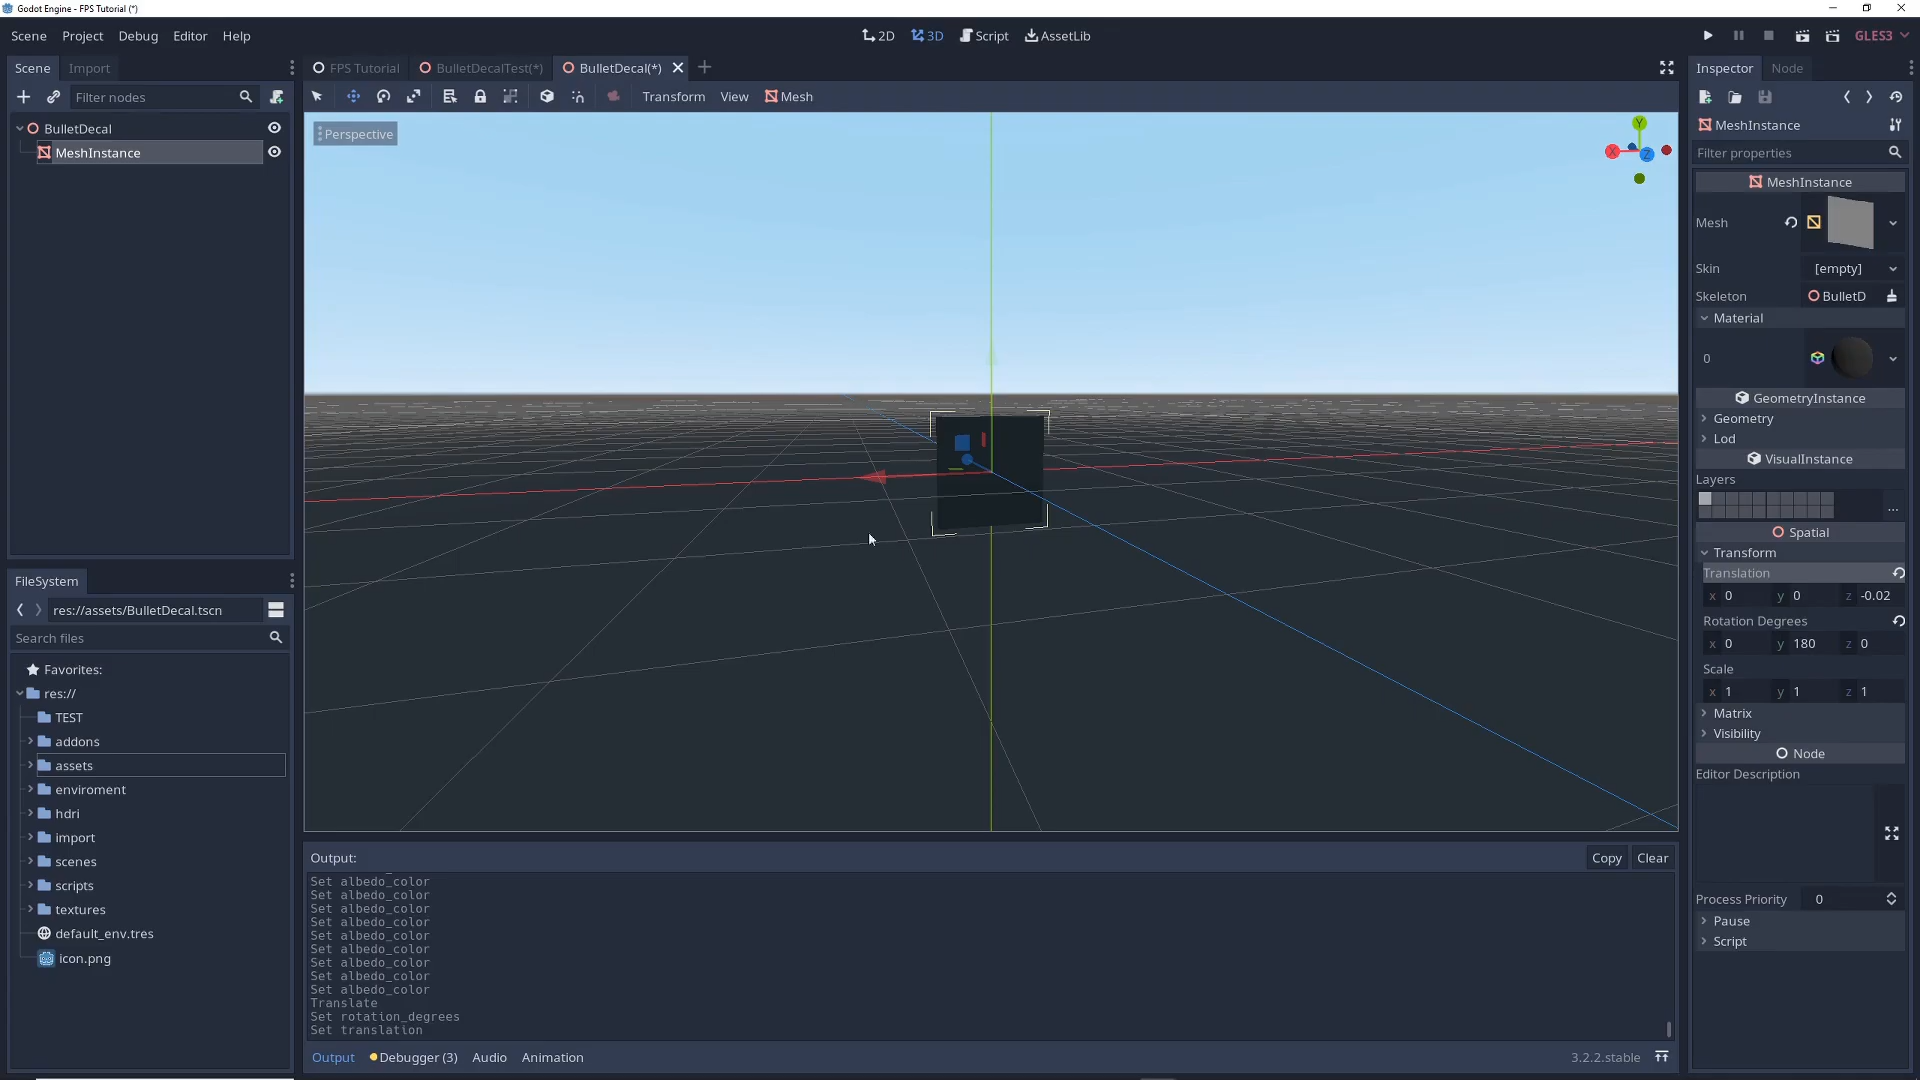 Godot Engine - FPS Tutorial (*)
Scene Project Debug Editor Help
2D 3D Script AssetLib
GLES3
Scene Import
FPS Tutorial BulletDecalTest(*) BulletDecal(*)
Inspector Node
Filter nodes
Transform View Mesh
BulletDecal
MeshInstance
Perspective
Y
X
Z
MeshInstance
Filter properties
MeshInstance
Mesh
Skin [empty]
Skeleton BulletD
Material
0
GeometryInstance
Geometry
Lod
VisualInstance
Layers
...
Spatial
Transform
Translation
x 0 y 0 z -0.02
Rotation Degrees
x 0 y 180 z 0
Scale
x 1 y 1 z 1
Matrix
Visibility
Node
Editor Description
Process Priority 0
Pause
Script
FileSystem
res://assets/BulletDecal.tscn
Search files
Favorites:
res://
TEST
addons
assets
enviroment
hdri
import
scenes
scripts
textures
default_env.tres
icon.png
Output:
Copy Clear
Set albedo_color
Set albedo_color
Set albedo_color
Set albedo_color
Set albedo_color
Set albedo_color
Set albedo_color
Set albedo_color
Set albedo_color
Translate
Set rotation_degrees
Set translation
Output Debugger (3) Audio Animation
3.2.2.stable